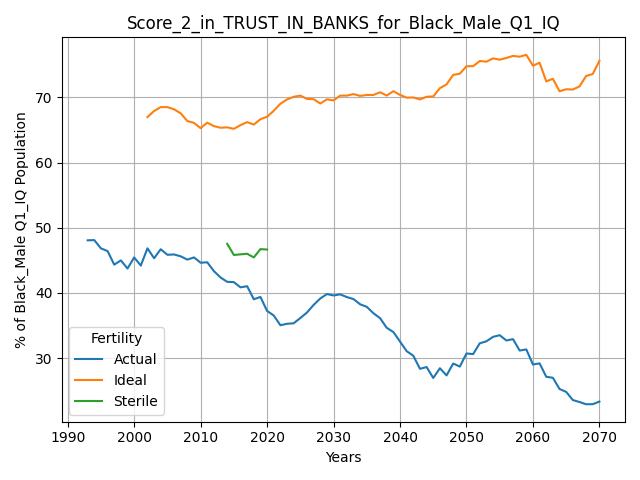 Score_2_in_TRUST_IN_BANKS_for_Black_Male_Q1_IQ
% of Black_Male Q1_IQ Population
70
60
50
40
30
Fertility
Actual
Ideal
Sterile
1990 2000 2010 2020 2030 2040 2050 2060 2070
Years